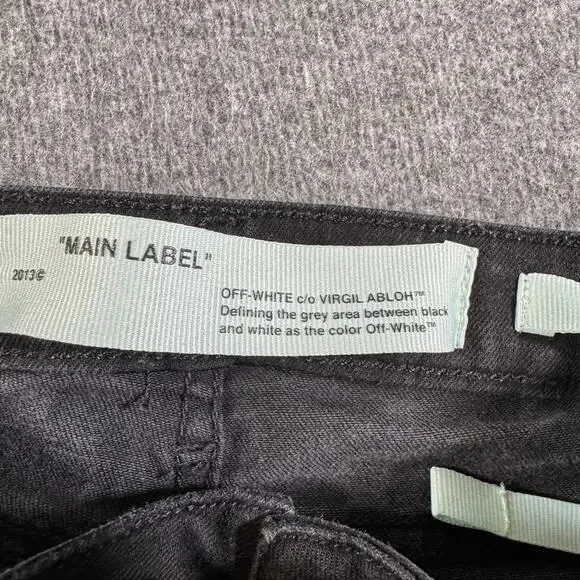 "MAIN LABEL"
2013©
OFF-WHITE c/o VIRGIL ABLOH™
Defining the grey area between black
and white as the color Off-White™